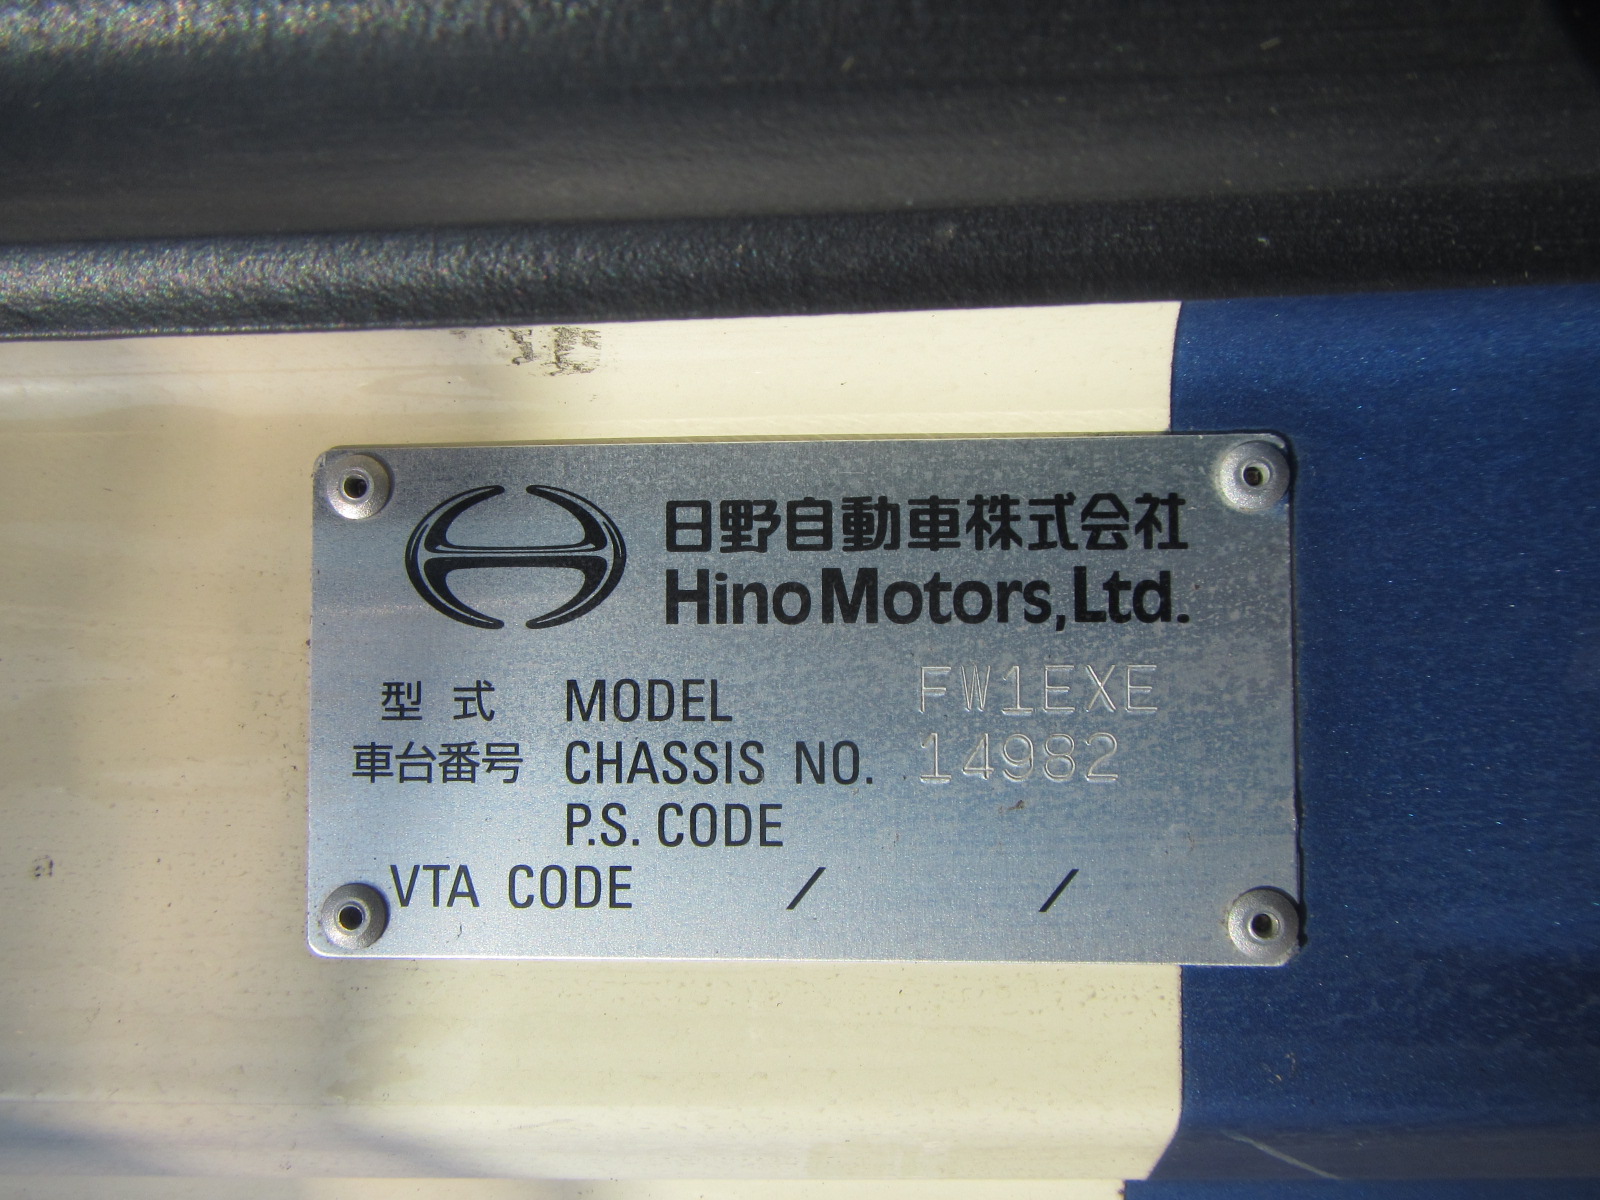 日野自動車株式会社
Hino Motors, Ltd.
型式 MODEL FW1EXE
車台番号 CHASSIS NO. 14982
P.S. CODE
VTA CODE / /